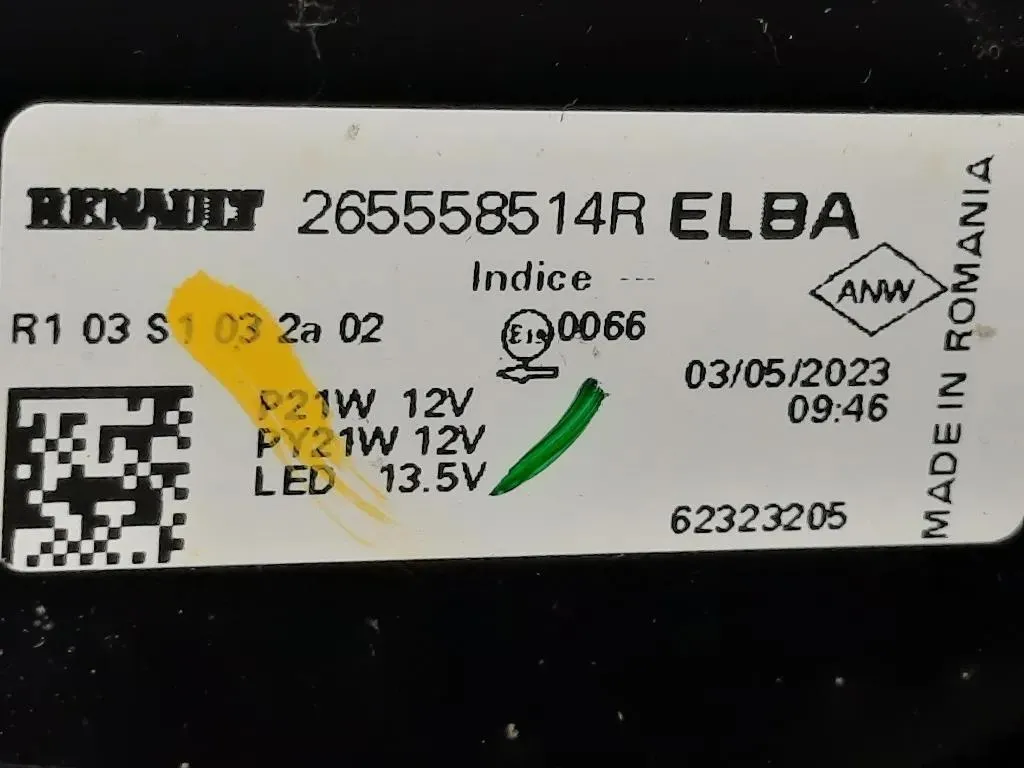 RENAULT 265558514R ELBA
Indice ---
ANW
R1 03 S1 03 2a 02
E19 0066
03/05/2023
09:46
P21W 12V
PY21W 12V
LED 13.5V
62323205
MADE IN ROMANIA